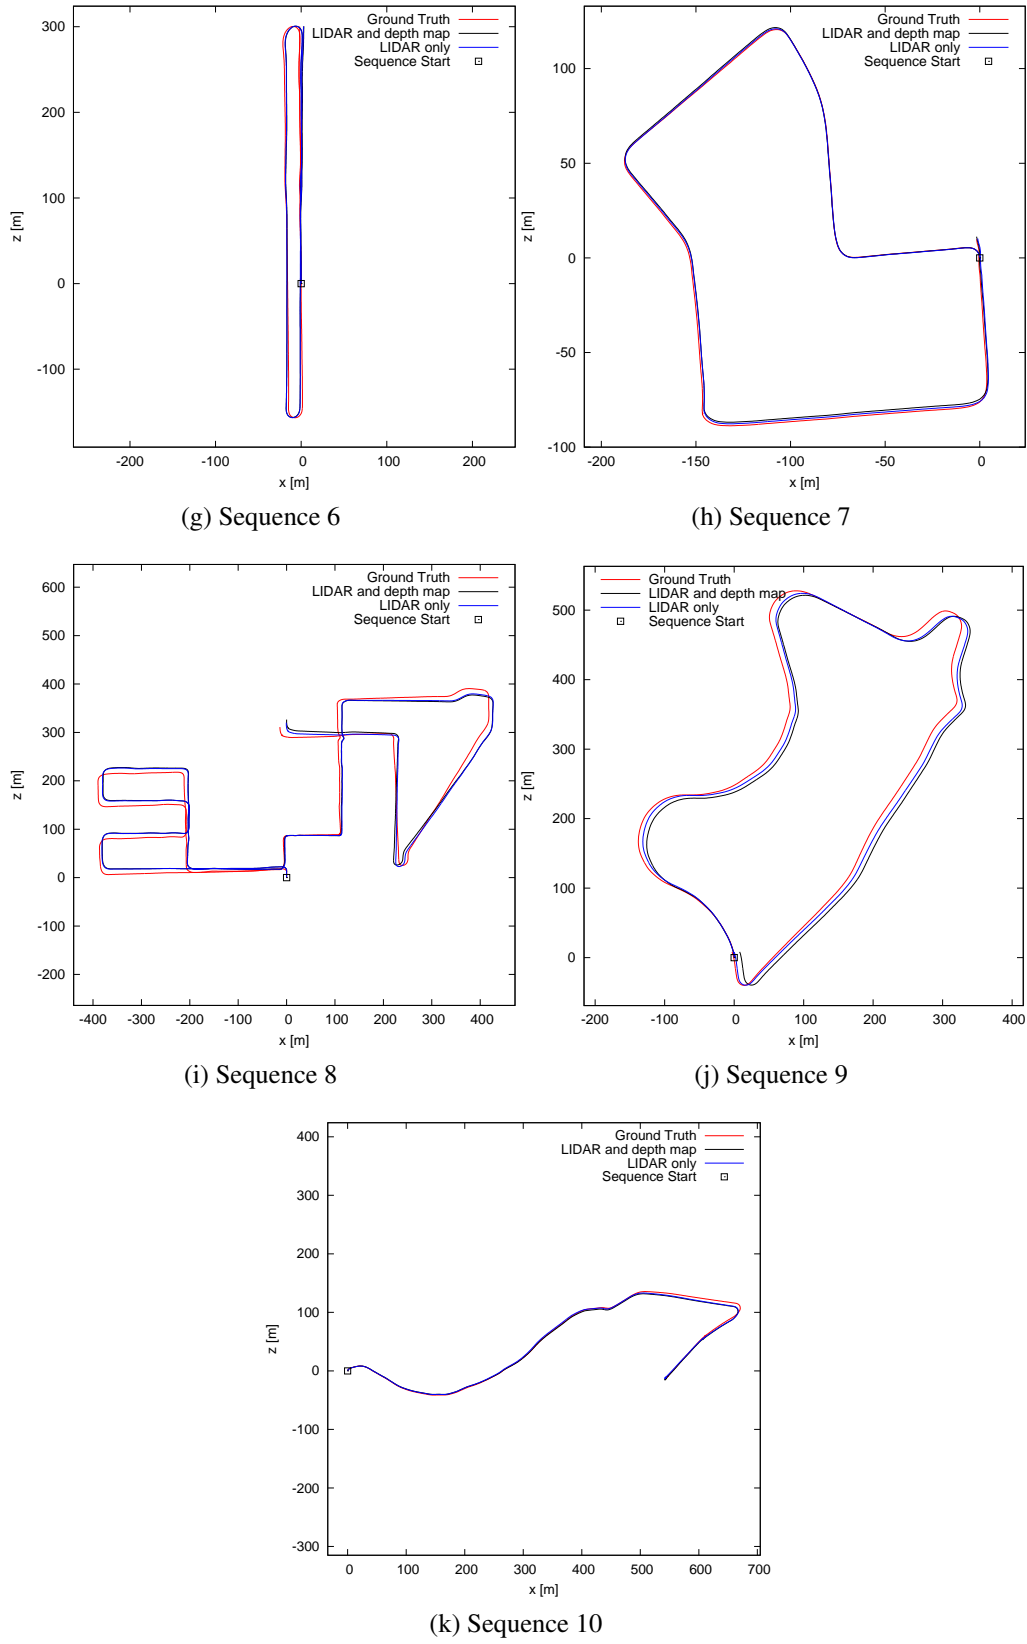 Ground Truth
LIDAR and depth map
LIDAR only
Sequence Start
300
200
100
0
-100
z [m]
-200 -100 0 100 200
x [m]
(g) Sequence 6
Ground Truth
LIDAR and depth map
LIDAR only
Sequence Start
100
50
0
-50
-100
z [m]
-200 -150 -100 -50 0
x [m]
(h) Sequence 7
Ground Truth
LIDAR and depth map
LIDAR only
Sequence Start
600
500
400
300
200
100
0
-100
-200
z [m]
-400 -300 -200 -100 0 100 200 300 400
x [m]
(i) Sequence 8
Ground Truth
LIDAR and depth map
LIDAR only
Sequence Start
500
400
300
200
100
0
z [m]
-200 -100 0 100 200 300 400
x [m]
(j) Sequence 9
Ground Truth
LIDAR and depth map
LIDAR only
Sequence Start
400
300
200
100
0
-100
-200
-300
z [m]
0 100 200 300 400 500 600 700
x [m]
(k) Sequence 10